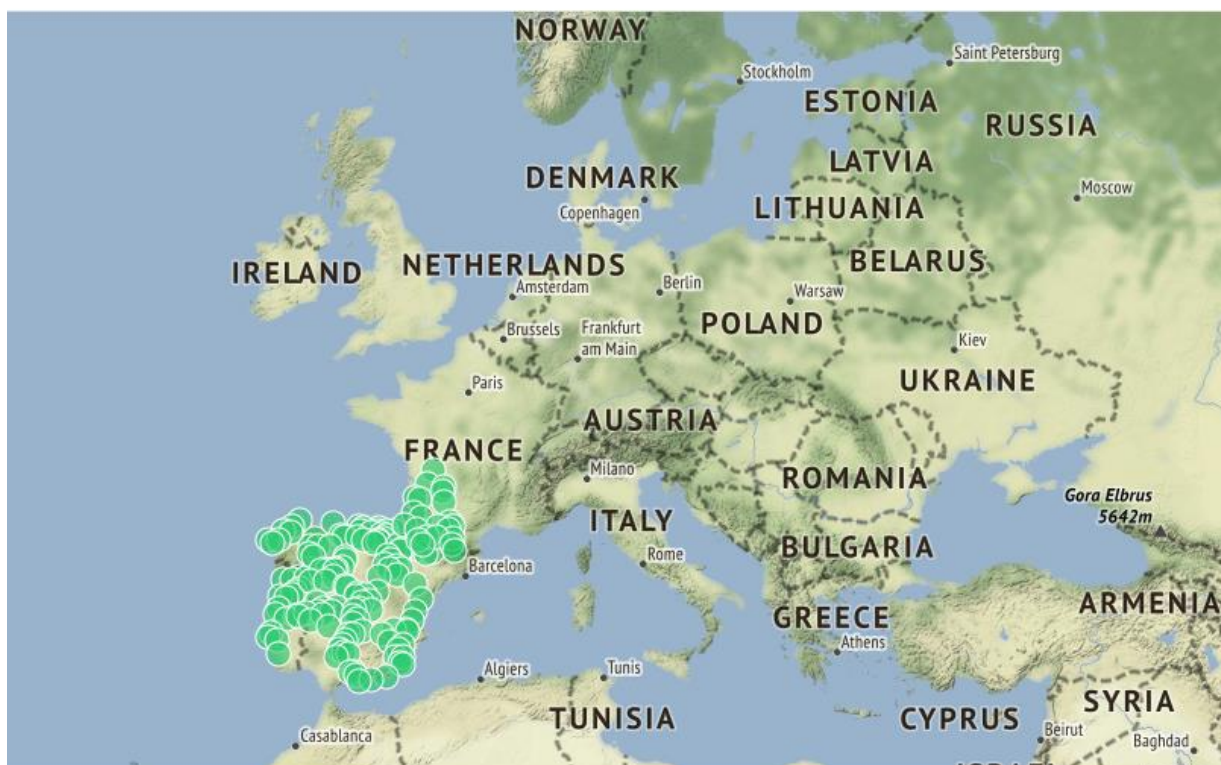 NORWAY
Saint Petersburg
Stockholm
ESTONIA
RUSSIA
LATVIA
DENMARK
Moscow
Copenhagen
LITHUANIA
IRELAND
NETHERLANDS
BELARUS
Amsterdam
Berlin
Warsaw
Brussels
Frankfurt
am Main
POLAND
Kiev
Paris
UKRAINE
AUSTRIA
FRANCE
Milano
ROMANIA
Gora Elbrus
5642m
ITALY
BULGARIA
Rome
Barcelona
ARMENIA
GREECE
Athens
Algiers
Tunis
SYRIA
TUNISIA
CYPRUS
Casablanca
Beirut
Baghdad